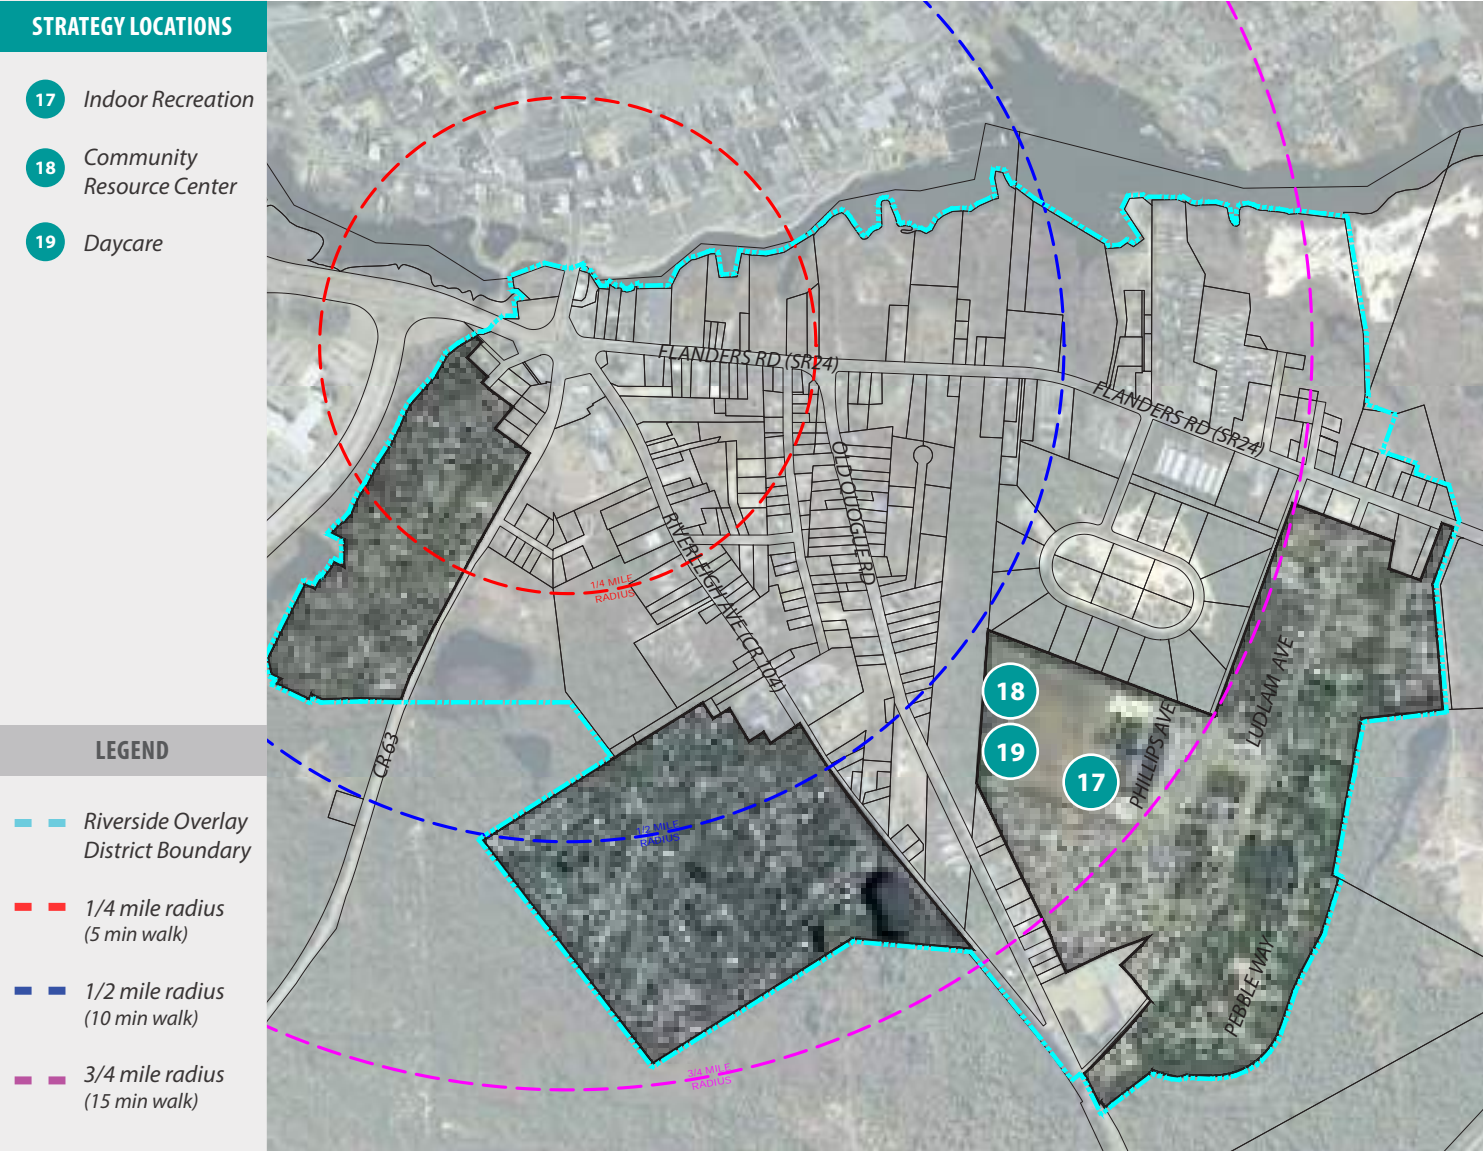 STRATEGY LOCATIONS
17 Indoor Recreation
18 Community
Resource Center
19 Daycare
LEGEND
Riverside Overlay
District Boundary
1/4 mile radius
(5 min walk)
1/2 mile radius
(10 min walk)
3/4 mile radius
(15 min walk)
FLANDERS RD (SR24)
FLANDERS RD (SR24)
OLD QUOGUE RD
RIVERLEIGH AVE (CR 104)
1/4 MILE
RADIUS
CR 63
1/2 MILE
RADIUS
3/4 MILE
RADIUS
18
19
17
PHILLIPS AVE
LUDLAM AVE
PEBBLE WAY